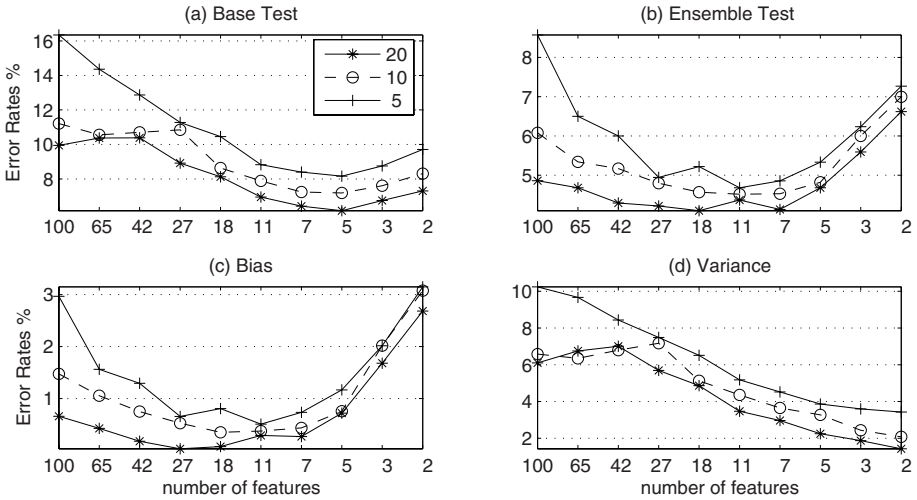 (a) Base Test
16
14
12
10
8
Error Rates %
100 65 42 27 18 11 7 5 3 2
20
10
5
(b) Ensemble Test
8
7
6
5
100 65 42 27 18 11 7 5 3 2
(c) Bias
3
2
1
Error Rates %
100 65 42 27 18 11 7 5 3 2
number of features
(d) Variance
10
8
6
4
2
100 65 42 27 18 11 7 5 3 2
number of features